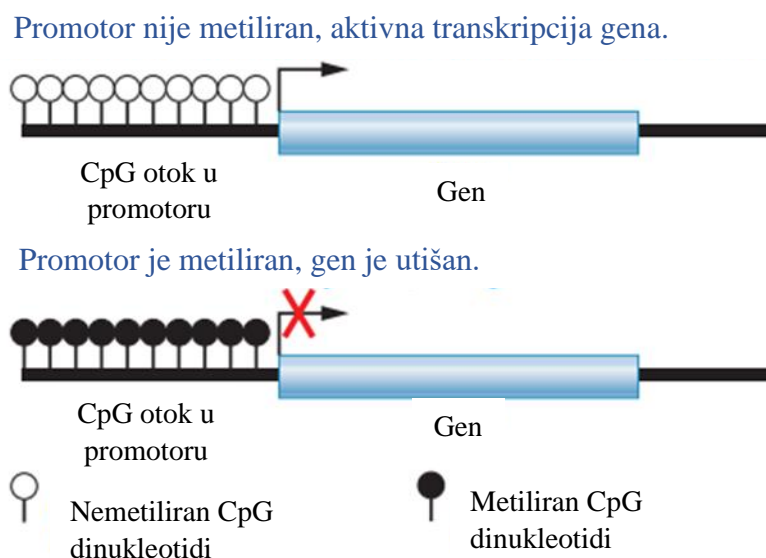 Promotor nije metiliran, aktivna transkripcija gena.
CpG otok u
promotoru
Gen
Promotor je metiliran, gen je utišan.
CpG otok u
promotoru
Gen
Nemetiliran CpG
dinukleotidi
Metiliran CpG
dinukleotidi